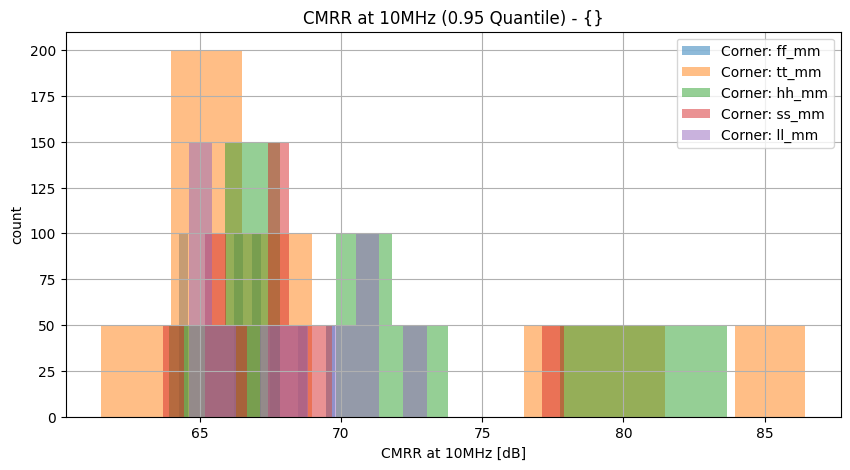 CMRR at 10MHz (0.95 Quantile) - {}
Corner: ff_mm
Corner: tt_mm
Corner: hh_mm
Corner: ss_mm
Corner: ll_mm
200
175
150
125
100
75
50
25
0
count
65 70 75 80 85
CMRR at 10MHz [dB]